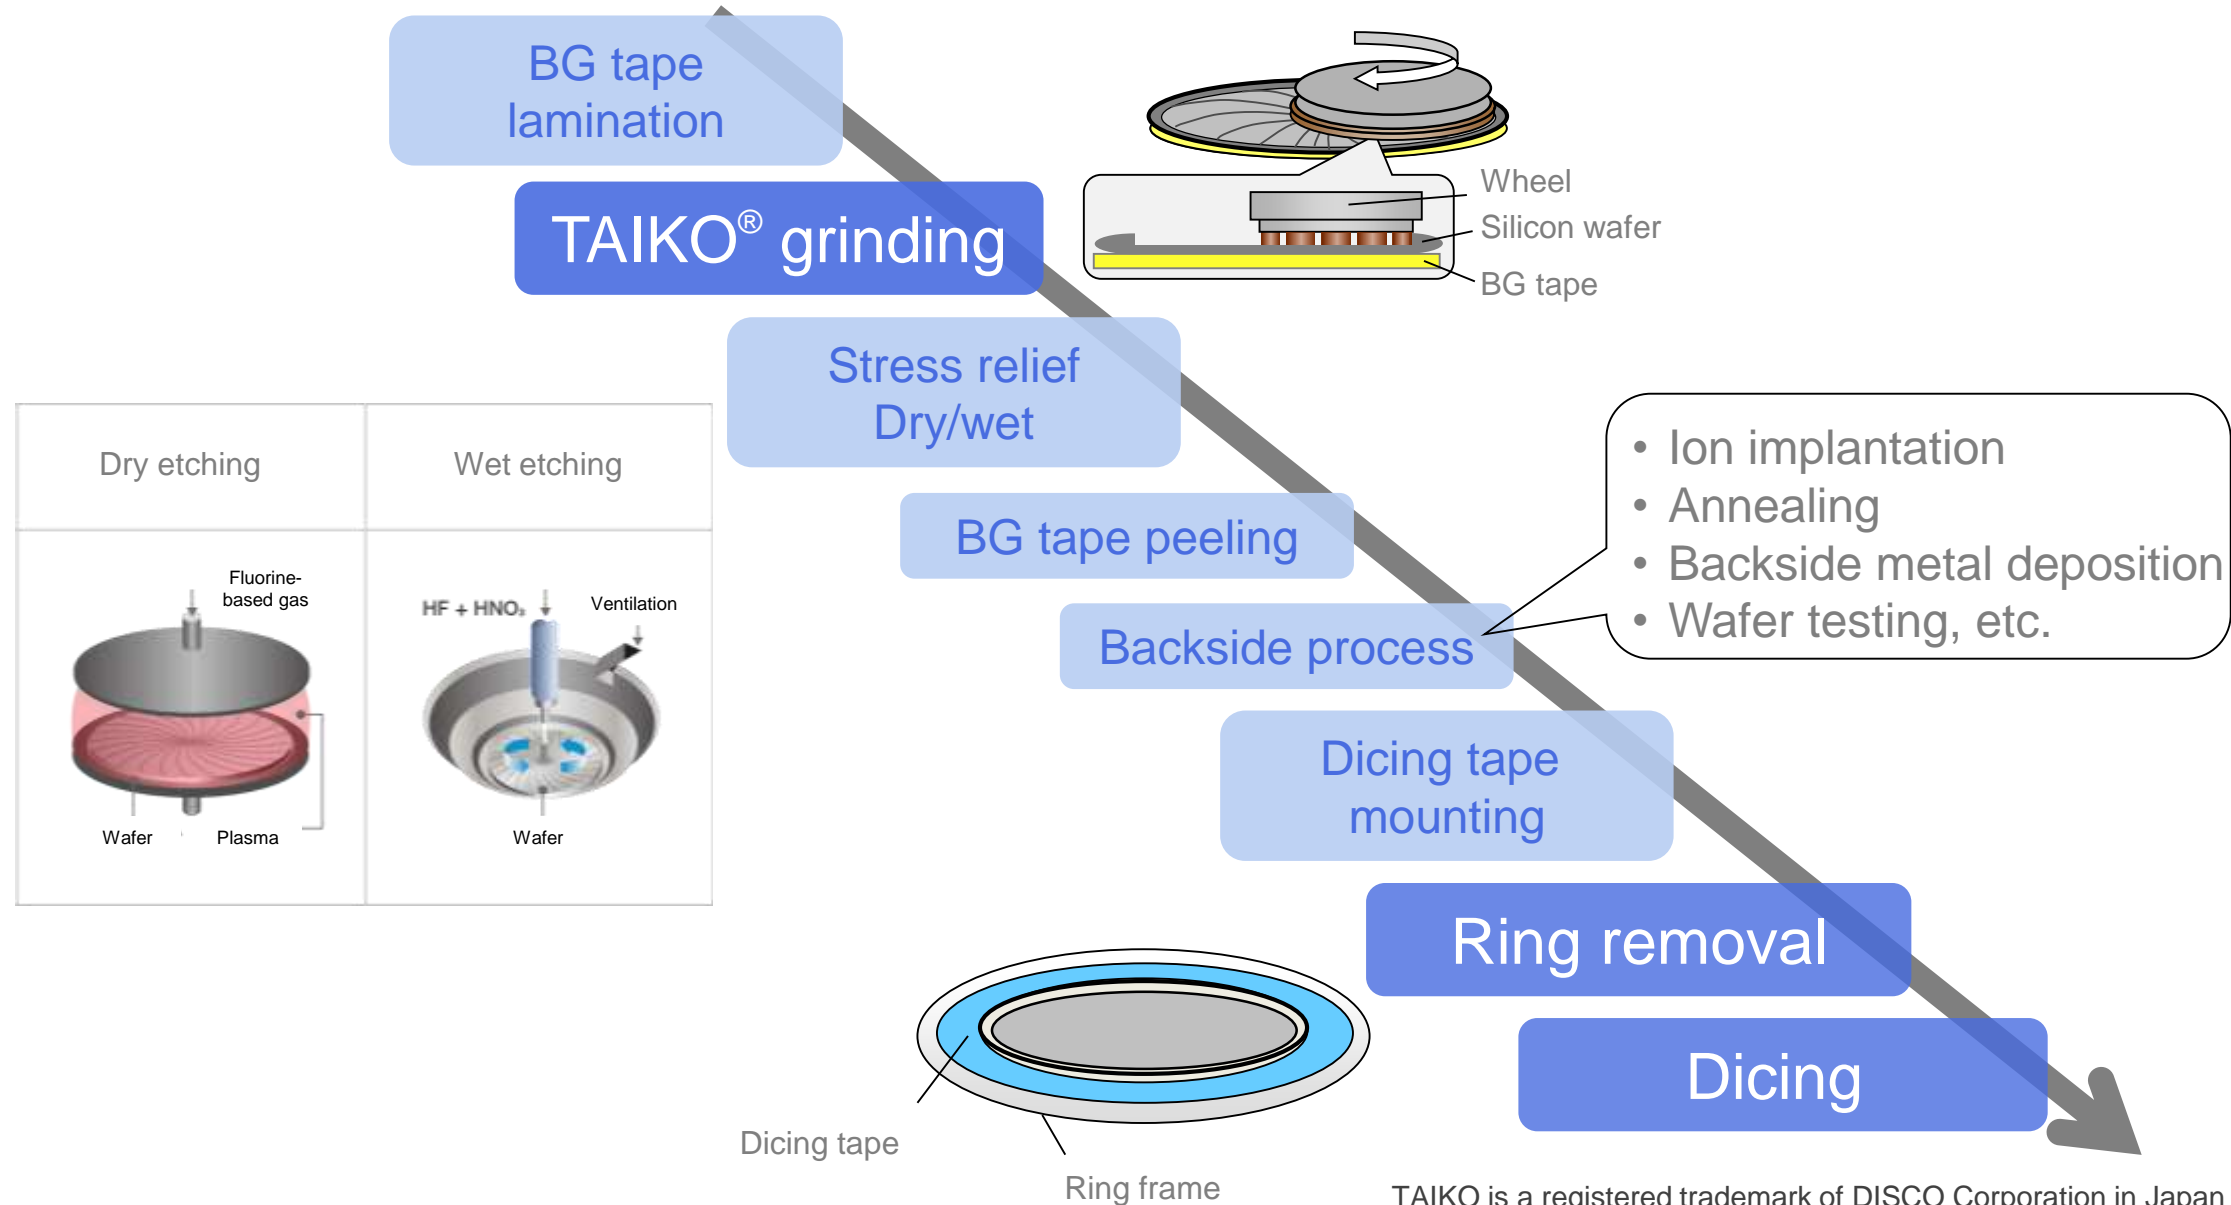 BG tape
lamination
TAIKO® grinding
Wheel
Silicon wafer
BG tape
Stress relief
Dry/wet
Dry etching
Wet etching
Fluorine-
based gas
HF + HNO₃
Ventilation
Wafer
Plasma
Wafer
BG tape peeling
• Ion implantation
• Annealing
• Backside metal deposition
• Wafer testing, etc.
Backside process
Dicing tape
mounting
Ring removal
Dicing
Dicing tape
Ring frame
TAIKO is a registered trademark of DISCO Corporation in Japan